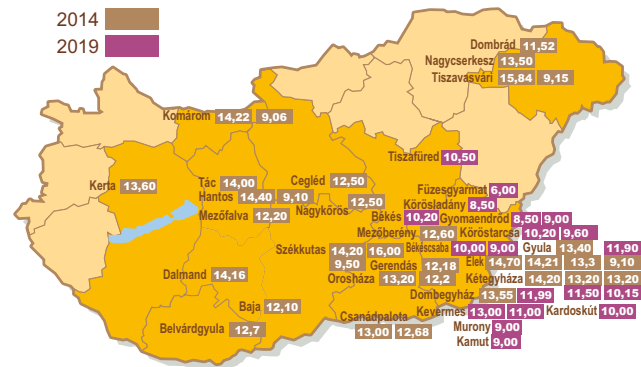 2014
2019
Dombrád 11,52
Nagycserkesz 13,50
Tiszavasvári 15,84 9,15
Komárom 14,22 9,06
Tiszafüred 10,50
Kerta 13,60
Tác 14,00
Cegléd 12,50
Füzesgyarmat 6,00
Hantos 14,40 9,10
Nagykőrös 12,50
Körösladány 8,50
Mezőfalva 12,20
Békés 10,20 Gyomaendrőd 8,50 9,00
Mezőberény 12,60 Köröstarcsa 10,20 9,60
Székkutas 14,20 16,00 Békéscsaba 10,00 9,00 Gyula 13,40 11,90
9,50 Gerendás 12,18 Elek 14,70 14,21 13,3 9,10
Dalmand 14,16
Orosháza 13,20 12,2 Kétegyháza 14,20 13,20 13,20
Dombegyház 13,55 11,99 11,50 10,15
Baja 12,10
Csanádpalota Kevermes 13,00 11,00 Kardoskút 10,00
Belvárdgyula 12,7
13,00 12,68 Murony 9,00
Kamut 9,00